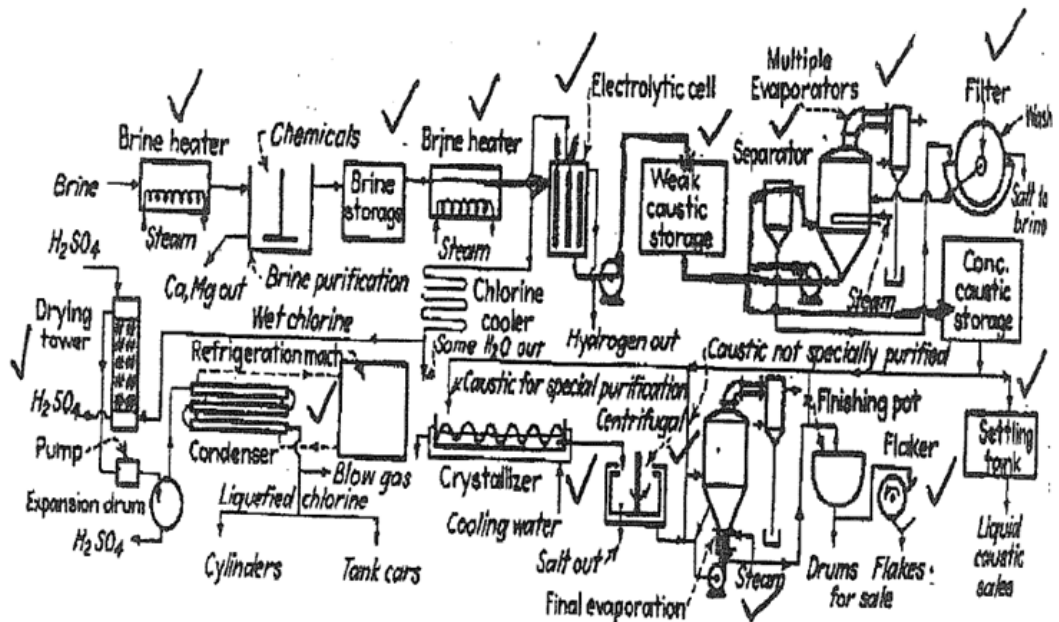 Multiple
Evaporators
Filter
Wash
Electrolytic cell
Chemicals
Brine heater
Brine heater
Separator
Brine
Brine
storage
Weak
caustic
storage
Salt to
brine
Steam
Steam
H₂SO₄
Ca, Mg out
Brine purification
Steam
Conc.
caustic
storage
Chlorine
cooler
Drying
tower
Wet chlorine
Some H₂O out
Hydrogen out
Caustic not specially purified
Refrigeration mach.
Caustic for special purification
Centrifugal
Finishing pot
H₂SO₄
Flaker
Settling
tank
Pump
Condenser
Blow gas
Crystallizer
Expansion drum
Liquefied chlorine
Cooling water
H₂SO₄
Cylinders
Tank cars
Salt out
Steam
Drums
Flakes
for sale
Liquid
caustic
sales
Final evaporation